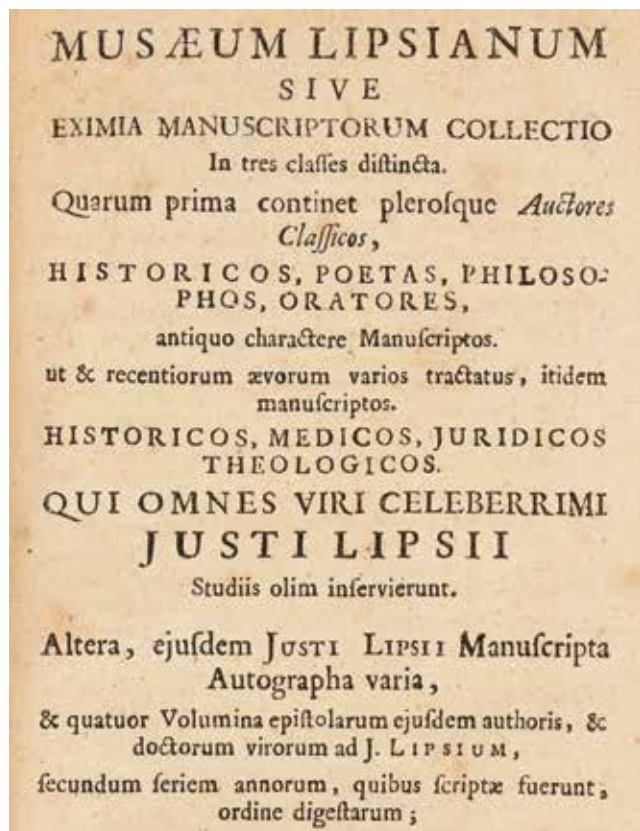 MUSÆUM LIPSIANUM
SIVE
EXIMIA MANUSCRIPTORUM COLLECTIO
In tres claſſes diſtincta.
Quarum prima continet pleroſque Auctores
Claſſicos,
HISTORICOS, POETAS, PHILOSO-
PHOS, ORATORES,
antiquo charactere Manuſcriptos.
ut & recentiorum ævorum varios tractatus, itidem
manuſcriptos.
HISTORICOS, MEDICOS, JURIDICOS
THEOLOGICOS.
QUI OMNES VIRI CELEBERRIMI
JUSTI LIPSII
Studiis olim inſervierunt.
Altera, ejuſdem JUSTI LIPSII Manuſcripta
Autographa varia,
& quatuor Volumina epiſtolarum ejuſdem authoris, &
doctorum virorum ad J. LIPSIUM,
ſecundum ſeriem annorum, quibus ſcriptæ fuerunt,
ordine digeſtarum;